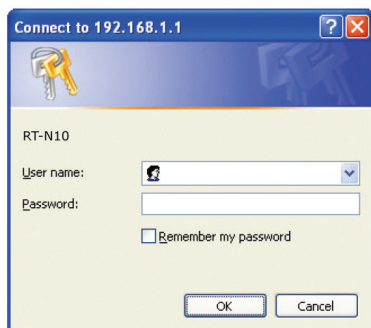 Connect to 192.168.1.1
RT-N10
User name:
Password:
Remember my password
OK
Cancel